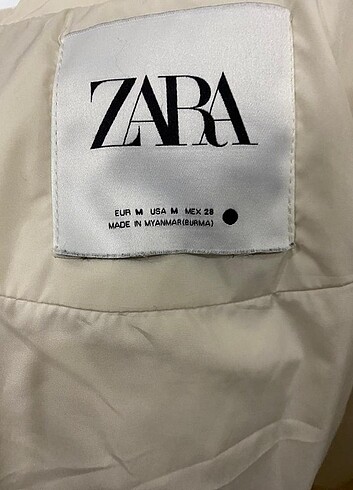 ZARA
EUR M USA M MEX 28
MADE IN MYANMAR(BURMA)